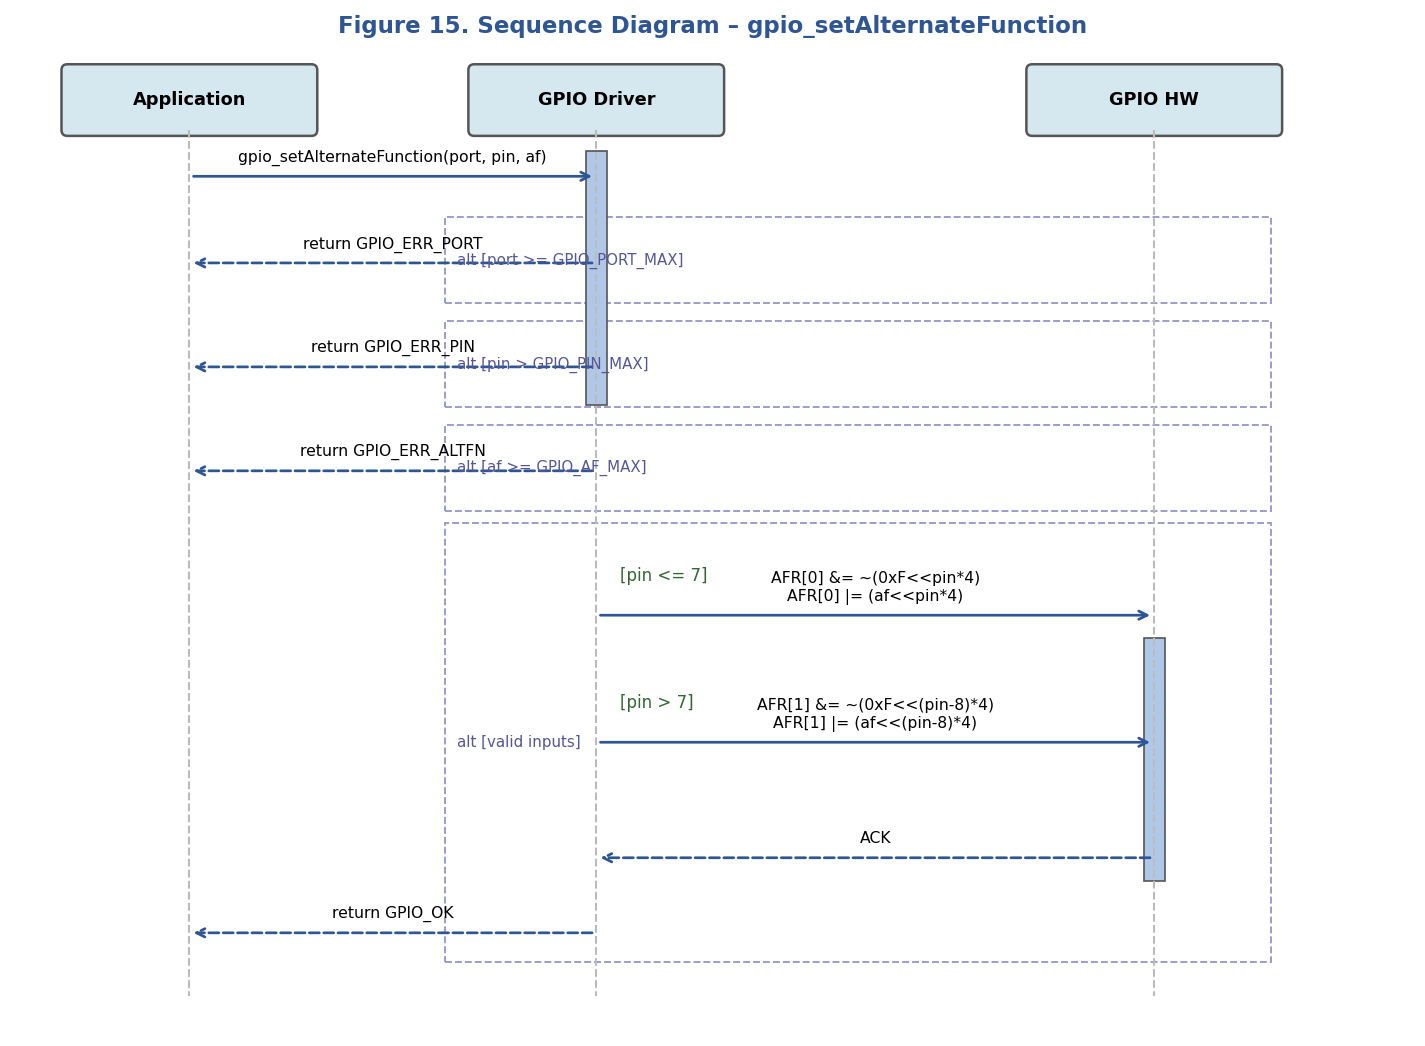 Figure 15. Sequence Diagram – gpio_setAlternateFunction
Application
GPIO Driver
GPIO HW
gpio_setAlternateFunction(port, pin, af)
return GPIO_ERR_PORT
alt [port >= GPIO_PORT_MAX]
return GPIO_ERR_PIN
alt [pin > GPIO_PIN_MAX]
return GPIO_ERR_ALTFN
alt [af >= GPIO_AF_MAX]
[pin <= 7]
AFR[0] &= ~(0xF<<pin*4)
AFR[0] |= (af<<pin*4)
[pin > 7]
AFR[1] &= ~(0xF<<(pin-8)*4)
AFR[1] |= (af<<(pin-8)*4)
alt [valid inputs]
ACK
return GPIO_OK